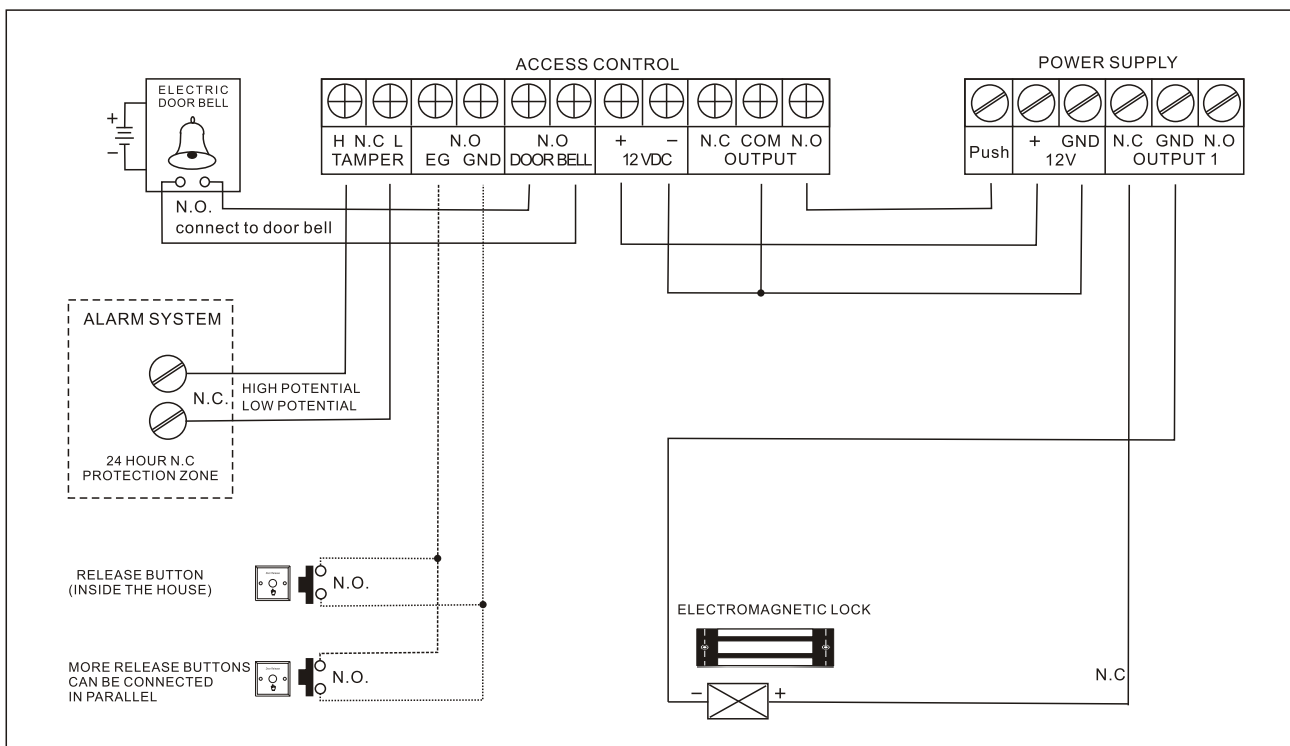 ACCESS CONTROL
POWER SUPPLY
ELECTRIC
DOOR BELL
+
−
N.O.
connect to door bell
H N.C L
TAMPER
N.O
EG GND
N.O
DOOR BELL
+ −
12 VDC
N.C COM N.O
OUTPUT
Push
+ GND
12V
N.C GND N.O
OUTPUT 1
ALARM SYSTEM
N.C.
HIGH POTENTIAL
LOW POTENTIAL
24 HOUR N.C
PROTECTION ZONE
RELEASE BUTTON
(INSIDE THE HOUSE)
N.O.
MORE RELEASE BUTTONS
CAN BE CONNECTED
IN PARALLEL
N.O.
ELECTROMAGNETIC LOCK
− +
N.C